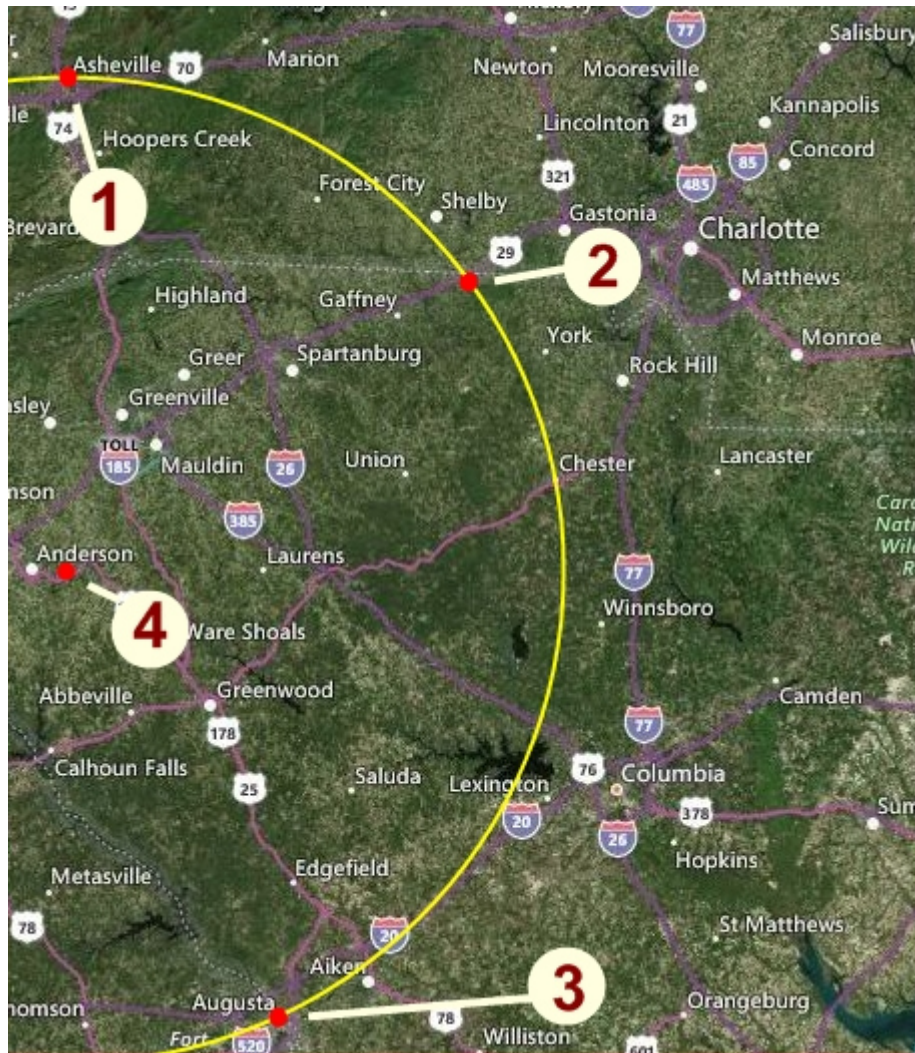 Asheville
70
Marion
Newton
77
Salisbury
Mooresville
74
Hoopers Creek
Lincolnton
21
Kannapolis
85
Concord
321
485
Forest City
1
Brevard
Shelby
Gastonia
29
2
Charlotte
Matthews
Highland
Gaffney
York
Monroe
Greer
Spartanburg
Rock Hill
Greenville
TOLL
185
Mauldin
26
Union
Chester
Lancaster
385
Anderson
Laurens
77
4
Ware Shoals
Winnsboro
Abbeville
Greenwood
178
77
Camden
Calhoun Falls
25
Saluda
Lexington
76
Columbia
20
378
26
Hopkins
Metasville
Edgefield
78
20
St Matthews
Aiken
3
Augusta
78
Orangeburg
Fort
520
Williston
601